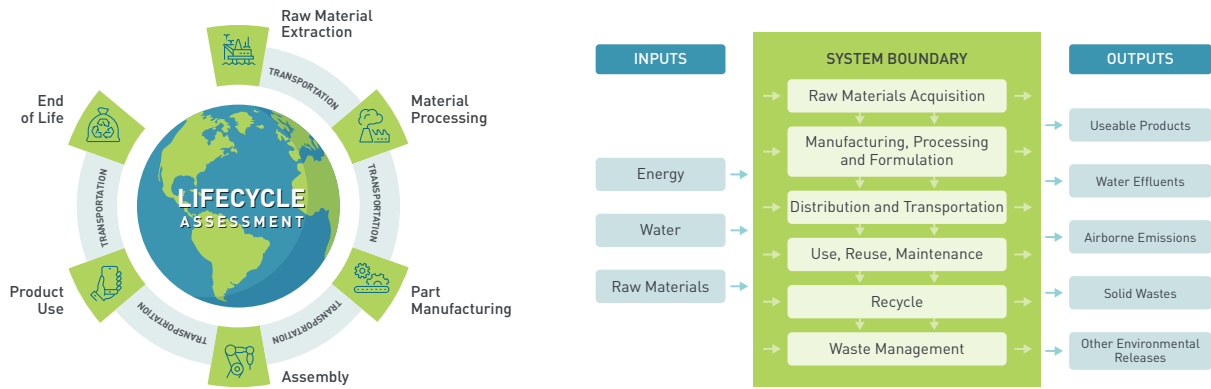 Raw Material
Extraction
TRANSPORTATION
Material
Processing
TRANSPORTATION
Part
Manufacturing
TRANSPORTATION
Assembly
TRANSPORTATION
Product
Use
TRANSPORTATION
End
of Life
LIFECYCLE
ASSESSMENT
INPUTS
Energy
Water
Raw Materials
SYSTEM BOUNDARY
Raw Materials Acquisition
Manufacturing, Processing
and Formulation
Distribution and Transportation
Use, Reuse, Maintenance
Recycle
Waste Management
OUTPUTS
Useable Products
Water Effluents
Airborne Emissions
Solid Wastes
Other Environmental
Releases